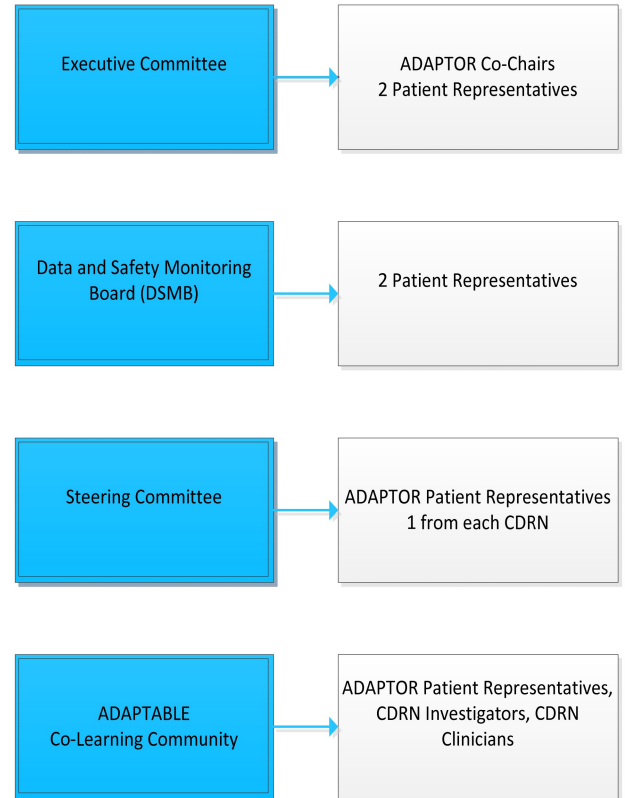 Executive Committee
ADAPTOR Co-Chairs
2 Patient Representatives
Data and Safety Monitoring
Board (DSMB)
2 Patient Representatives
Steering Committee
ADAPTOR Patient Representatives
1 from each CDRN
ADAPTABLE
Co-Learning Community
ADAPTOR Patient Representatives,
CDRN Investigators, CDRN
Clinicians